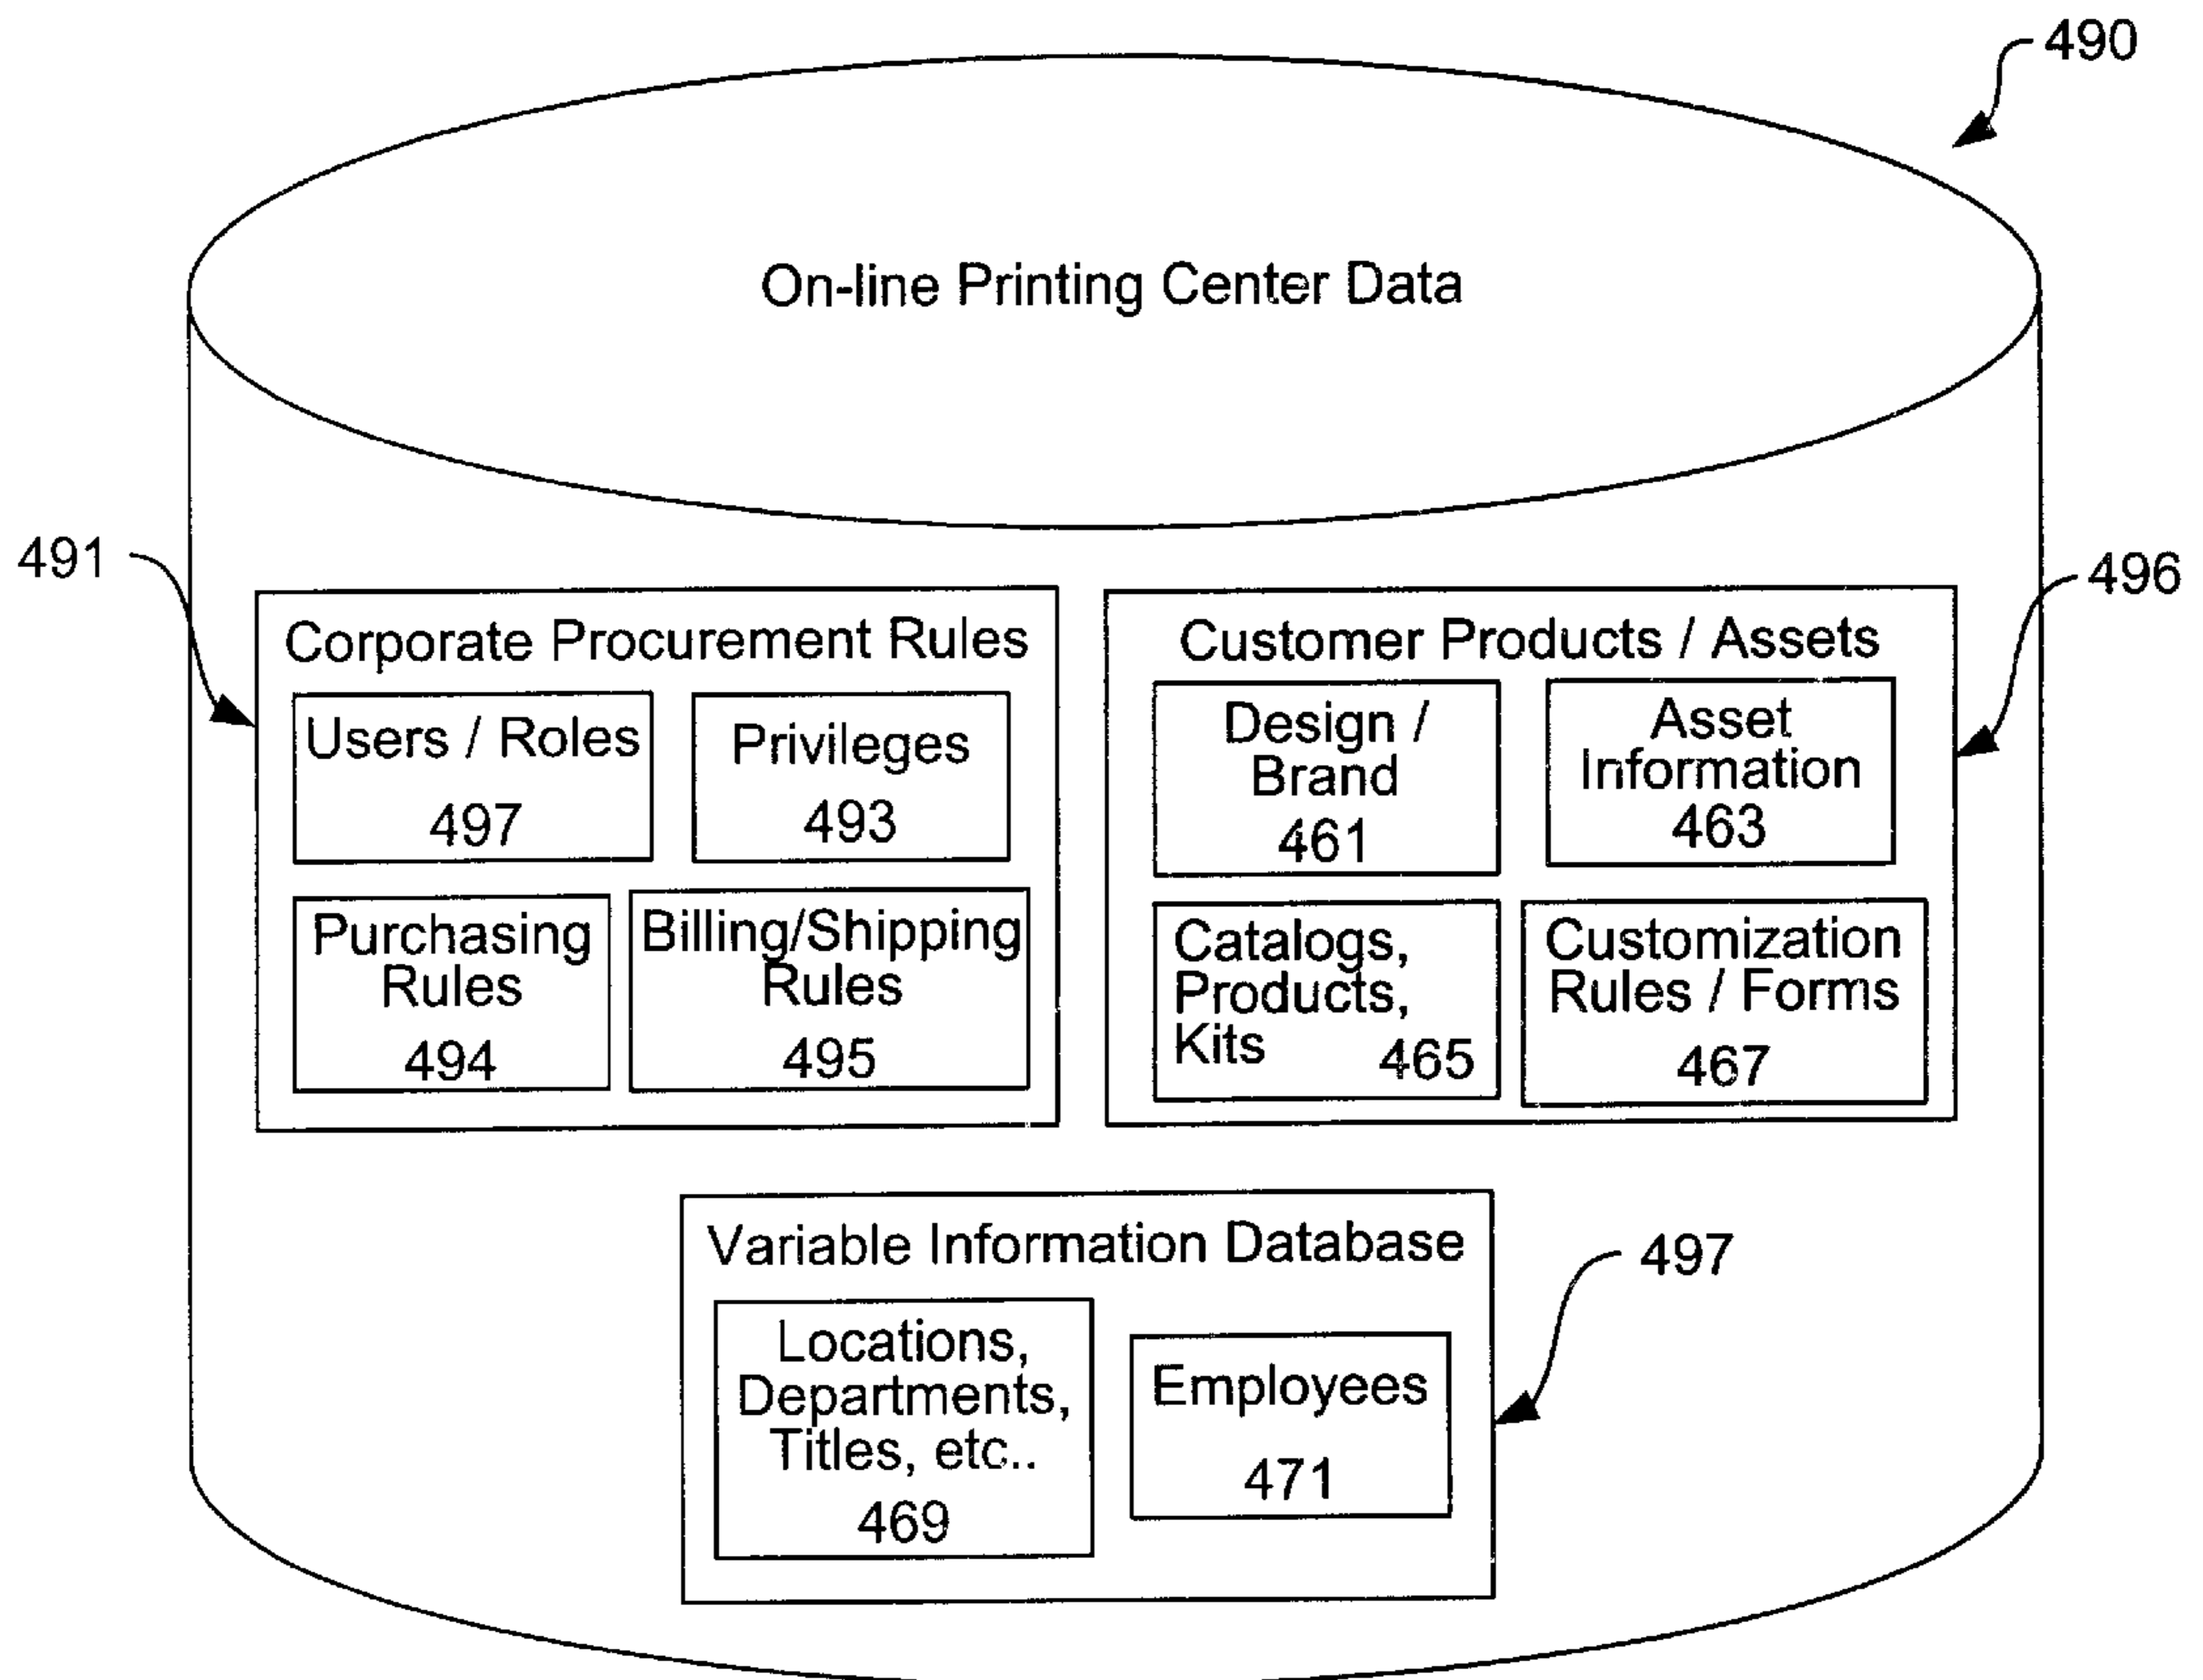 490
On-line Printing Center Data
491
496
Corporate Procurement Rules
Users / Roles
497
Privileges
493
Purchasing
Rules
494
Billing/Shipping
Rules
495
Customer Products / Assets
Design /
Brand
461
Asset
Information
463
Catalogs,
Products,
Kits 465
Customization
Rules / Forms
467
Variable Information Database
497
Locations,
Departments,
Titles, etc..
469
Employees
471